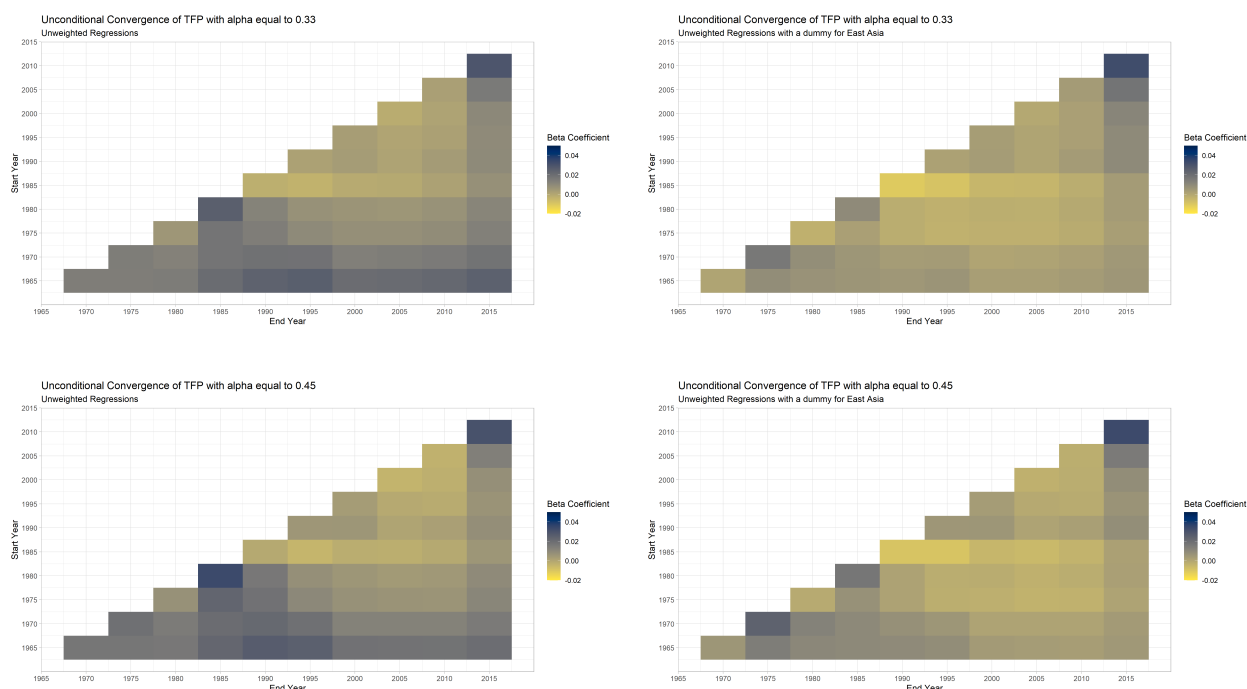 Unconditional Convergence of TFP with alpha equal to 0.33
Unweighted Regressions
2015
2010
2005
2000
1995
1990
1985
1980
1975
1970
1965
Start Year
1965 1970 1975 1980 1985 1990 1995 2000 2005 2010 2015
End Year
Beta Coefficient
0.04
0.02
0.00
-0.02
Unconditional Convergence of TFP with alpha equal to 0.33
Unweighted Regressions with a dummy for East Asia
2015
2010
2005
2000
1995
1990
1985
1980
1975
1970
1965
Start Year
1965 1970 1975 1980 1985 1990 1995 2000 2005 2010 2015
End Year
Beta Coefficient
0.04
0.02
0.00
-0.02
Unconditional Convergence of TFP with alpha equal to 0.45
Unweighted Regressions
2015
2010
2005
2000
1995
1990
1985
1980
1975
1970
1965
Start Year
1965 1970 1975 1980 1985 1990 1995 2000 2005 2010 2015
End Year
Beta Coefficient
0.04
0.02
0.00
-0.02
Unconditional Convergence of TFP with alpha equal to 0.45
Unweighted Regressions with a dummy for East Asia
2015
2010
2005
2000
1995
1990
1985
1980
1975
1970
1965
Start Year
1965 1970 1975 1980 1985 1990 1995 2000 2005 2010 2015
End Year
Beta Coefficient
0.04
0.02
0.00
-0.02